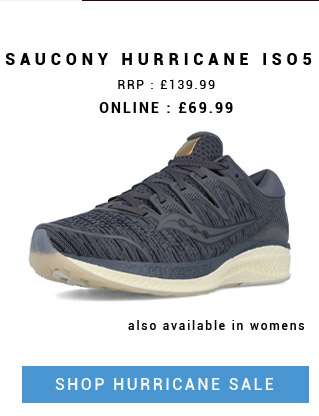 SAUCONY HURRICANE ISO5
RRP : £139.99
ONLINE : £69.99
also available in womens
SHOP HURRICANE SALE